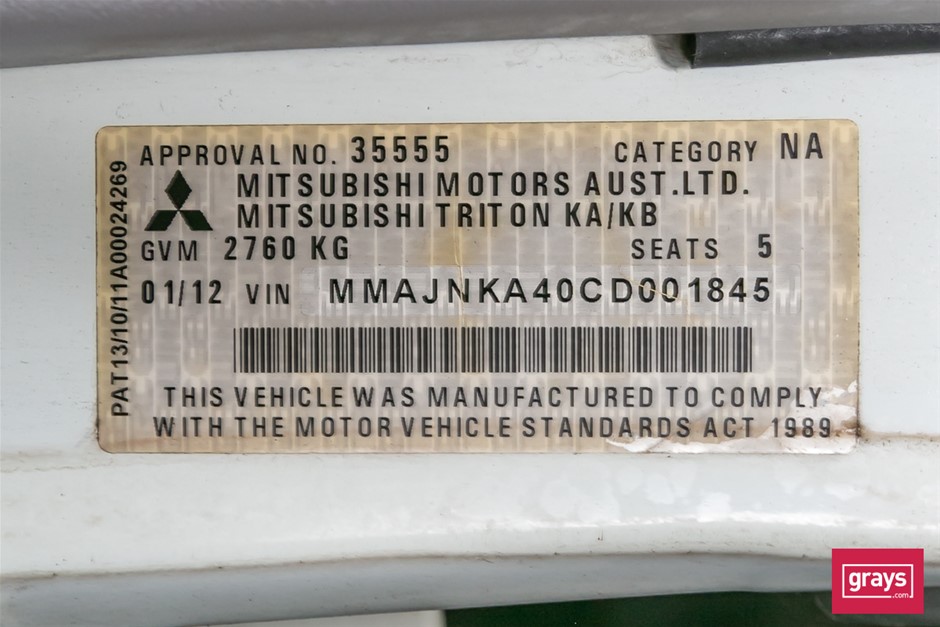 APPROVAL NO. 35555 CATEGORY NA
MITSUBISHI MOTORS AUST.LTD.
MITSUBISHI TRITON KA/KB
GVM 2760 KG SEATS 5
01/12 VIN MMAJNKA40CD001845
THIS VEHICLE WAS MANUFACTURED TO COMPLY
WITH THE MOTOR VEHICLE STANDARDS ACT 1989
PAT13/10/11A00024269
grays
.com